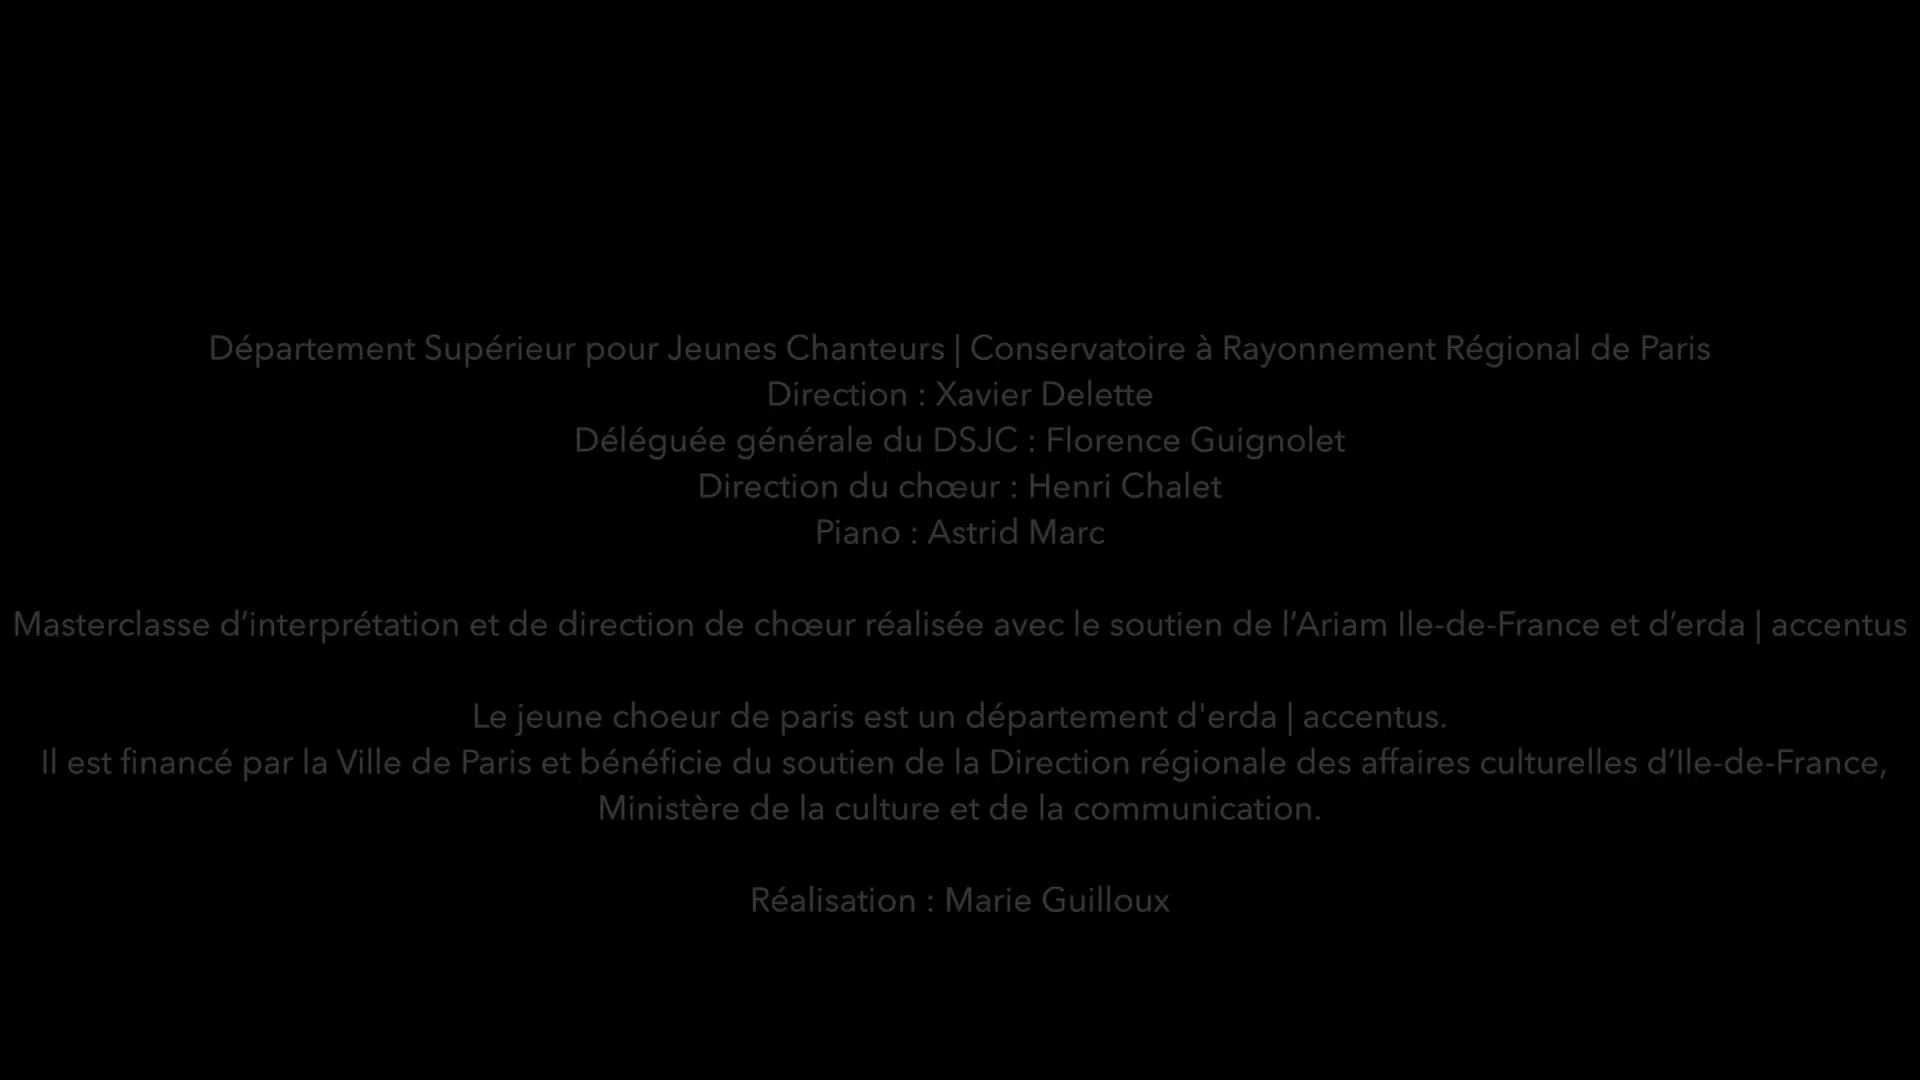 Département Supérieur pour Jeunes Chanteurs | Conservatoire à Rayonnement Régional de Paris
Direction : Xavier Delette
Déléguée générale du DSJC : Florence Guignolet
Direction du chœur : Henri Chalet
Piano : Astrid Marc
Masterclasse d’interprétation et de direction de chœur réalisée avec le soutien de l’Ariam Ile-de-France et d’erda | accentus
Le jeune choeur de paris est un département d'erda | accentus.
Il est financé par la Ville de Paris et bénéficie du soutien de la Direction régionale des affaires culturelles d’Ile-de-France,
Ministère de la culture et de la communication.
Réalisation : Marie Guilloux